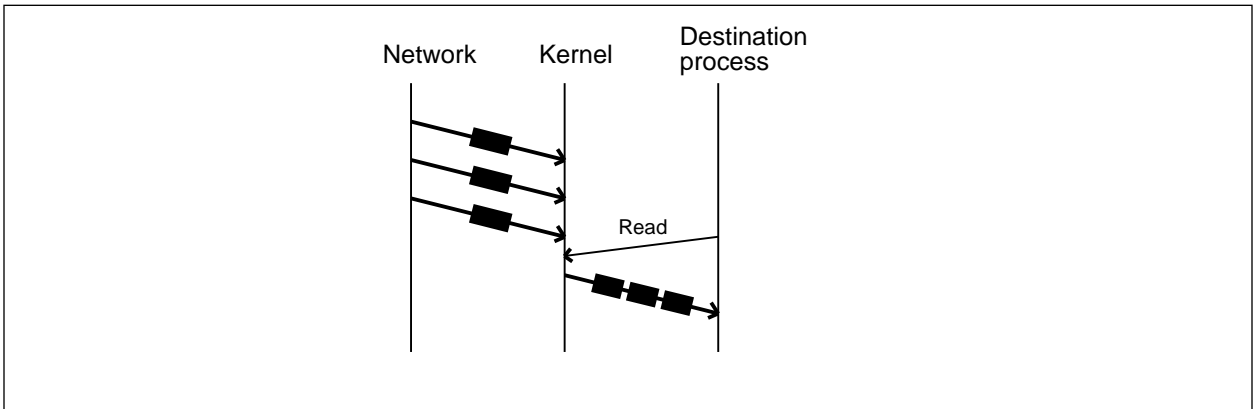 Network
Kernel
Destination
process
Read